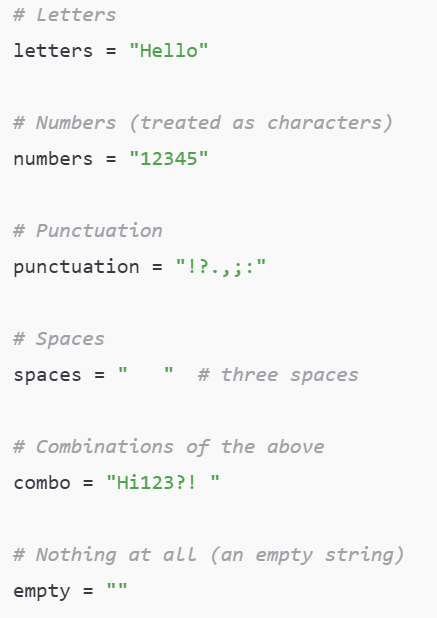 # Letters
letters = "Hello"
# Numbers (treated as characters)
numbers = "12345"
# Punctuation
punctuation = "!?.,;:"
# Spaces
spaces = "   "  # three spaces
# Combinations of the above
combo = "Hi123?! "
# Nothing at all (an empty string)
empty = ""